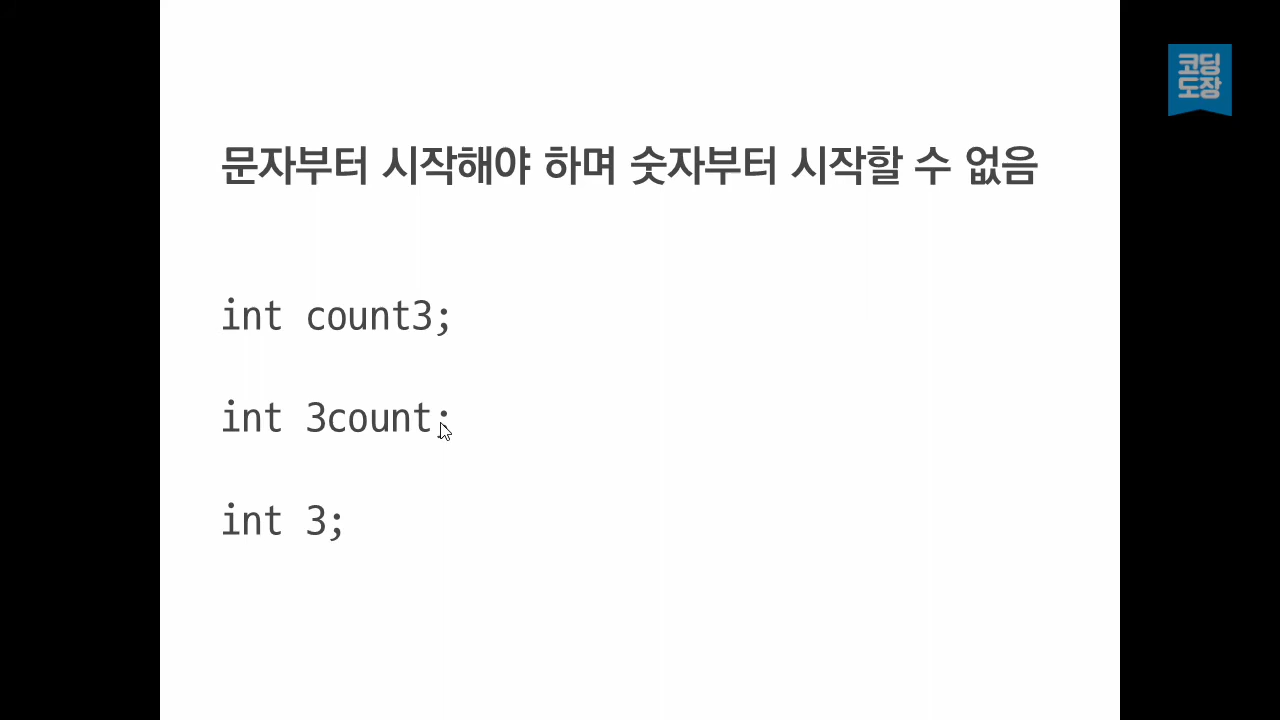 코딩
도장
문자부터 시작해야 하며 숫자부터 시작할 수 없음
int count3;
int 3count;
int 3;